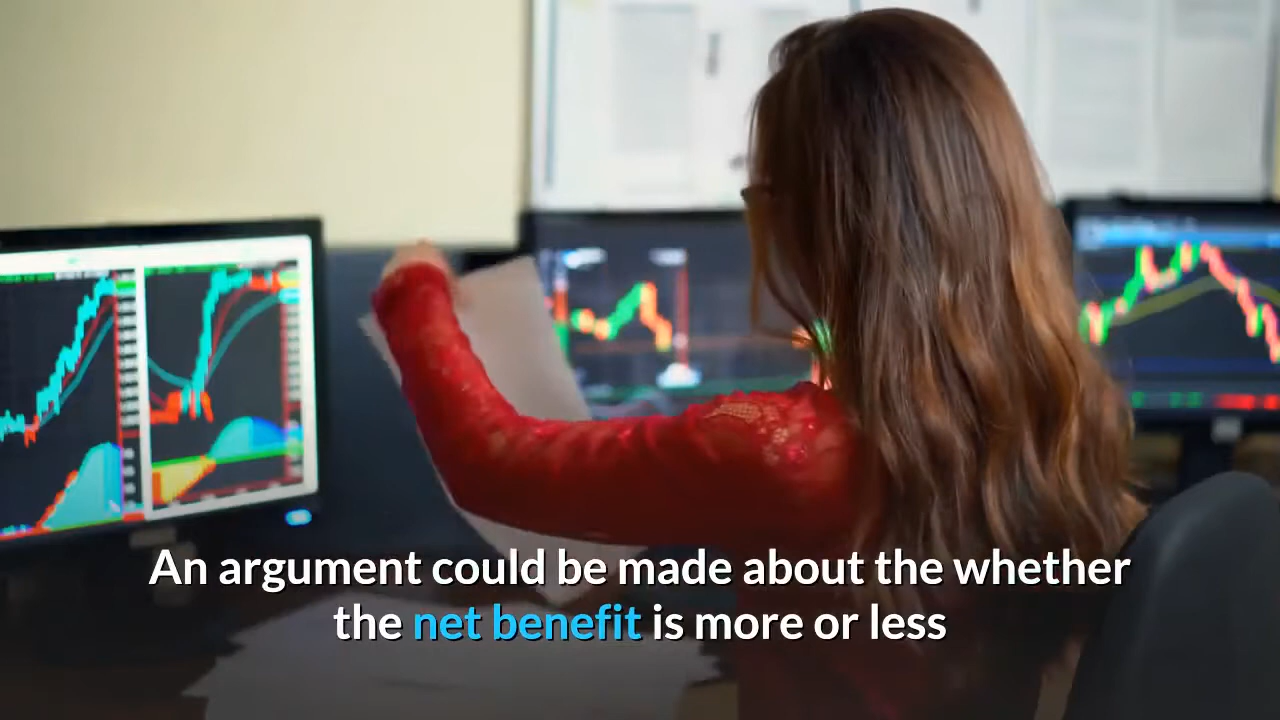 An argument could be made about the whether
the net benefit is more or less